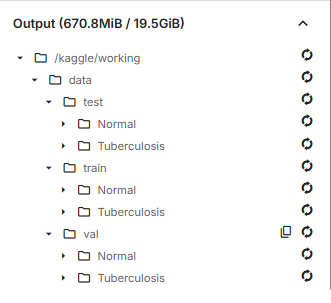 Output (670.8MiB / 19.5GiB)
/kaggle/working
data
test
Normal
Tuberculosis
train
Normal
Tuberculosis
val
Normal
Tuberculosis